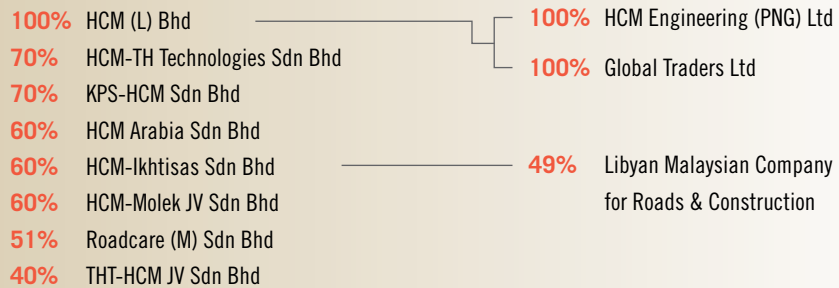 100% HCM (L) Bhd
70% HCM-TH Technologies Sdn Bhd
70% KPS-HCM Sdn Bhd
60% HCM Arabia Sdn Bhd
60% HCM-Ikhtisas Sdn Bhd
60% HCM-Molek JV Sdn Bhd
51% Roadcare (M) Sdn Bhd
40% THT-HCM JV Sdn Bhd
100% HCM Engineering (PNG) Ltd
100% Global Traders Ltd
49% Libyan Malaysian Company
for Roads & Construction